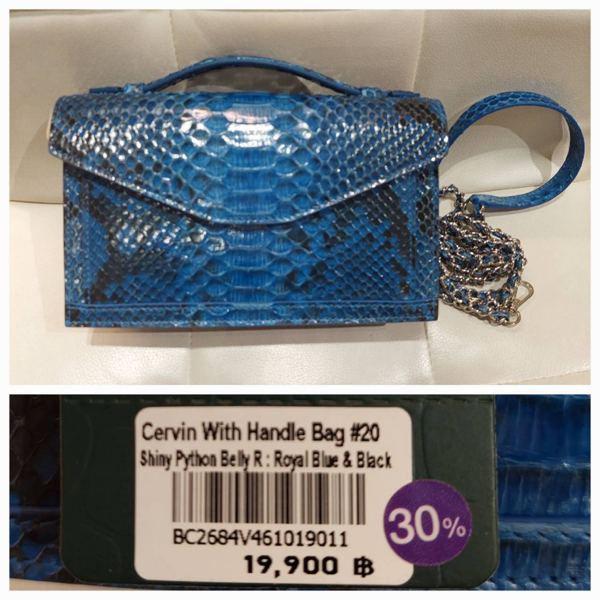 Cervin With Handle Bag #20
Shiny Python Belly R : Royal Blue & Black
BC2684V461019011
30%
19,900 ฿